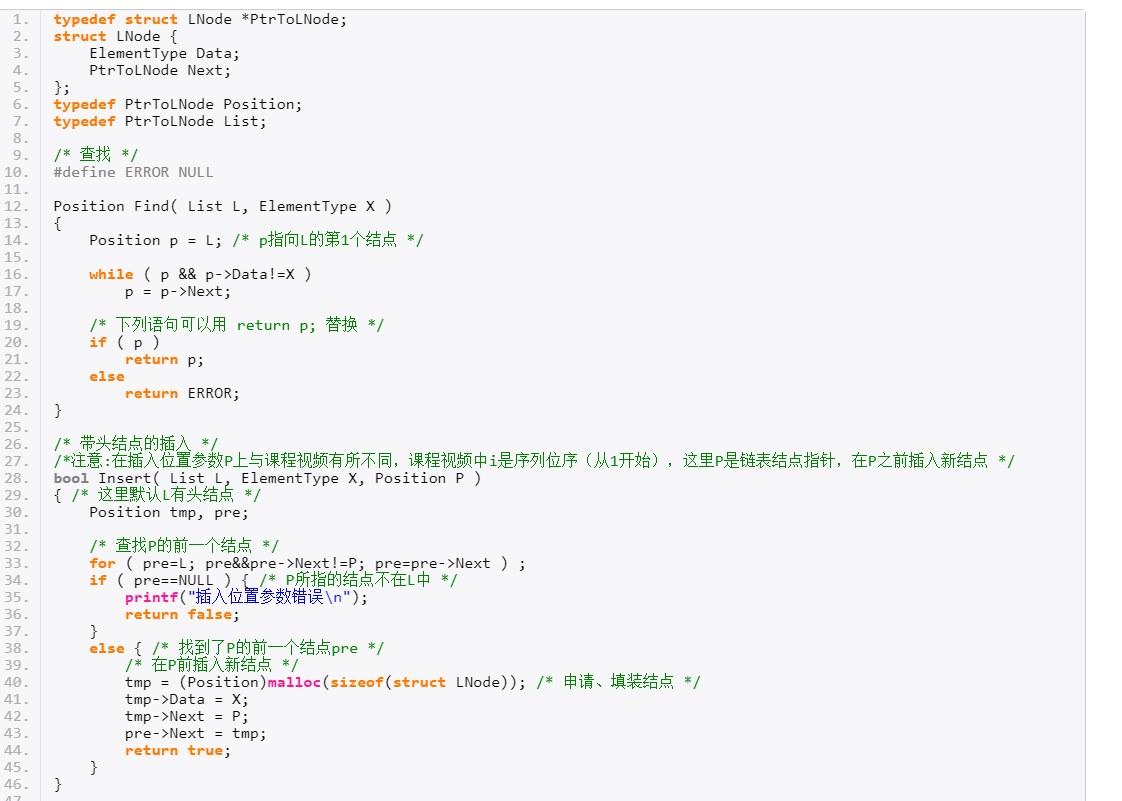 1. typedef struct LNode *PtrToLNode;
2. struct LNode {
3.     ElementType Data;
4.     PtrToLNode Next;
5. };
6. typedef PtrToLNode Position;
7. typedef PtrToLNode List;
8.
9. /* 查找 */
10. #define ERROR NULL
11.
12. Position Find( List L, ElementType X )
13. {
14.     Position p = L; /* p指向L的第1个结点 */
15.
16.     while ( p && p->Data!=X )
17.         p = p->Next;
18.
19.     /* 下列语句可以用 return p; 替换 */
20.     if ( p )
21.         return p;
22.     else
23.         return ERROR;
24. }
25.
26. /* 带头结点的插入 */
27. /*注意:在插入位置参数P上与课程视频有所不同，课程视频中i是序列位序（从1开始），这里P是链表结点指针，在P之前插入新结点 */
28. bool Insert( List L, ElementType X, Position P )
29. { /* 这里默认L有头结点 */
30.     Position tmp, pre;
31.
32.     /* 查找P的前一个结点 */
33.     for ( pre=L; pre&&pre->Next!=P; pre=pre->Next ) ;
34.     if ( pre==NULL ) { /* P所指的结点不在L中 */
35.         printf("插入位置参数错误\n");
36.         return false;
37.     }
38.     else { /* 找到了P的前一个结点pre */
39.         /* 在P前插入新结点 */
40.         tmp = (Position)malloc(sizeof(struct LNode)); /* 申请、填装结点 */
41.         tmp->Data = X;
42.         tmp->Next = P;
43.         pre->Next = tmp;
44.         return true;
45.     }
46. }
47.